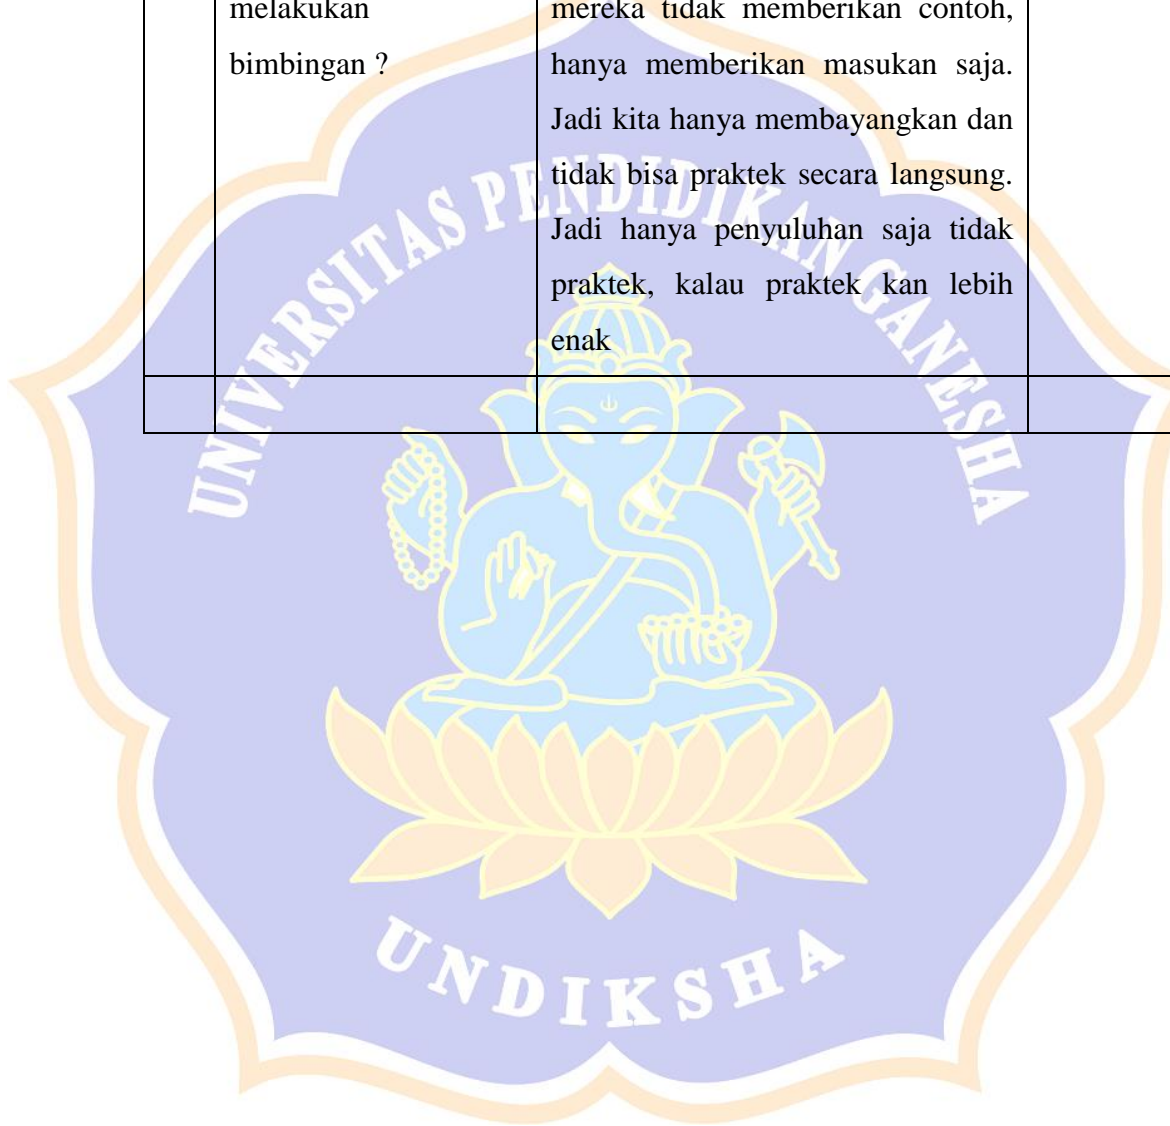 melakukan
bimbingan ?
mereka tidak memberikan contoh,
hanya memberikan masukan saja.
Jadi kita hanya membayangkan dan
tidak bisa praktek secara langsung.
Jadi hanya penyuluhan saja tidak
praktek, kalau praktek kan lebih
enak
UNIVERSITAS PENDIDIKAN GANESHA
UNDIKSHA